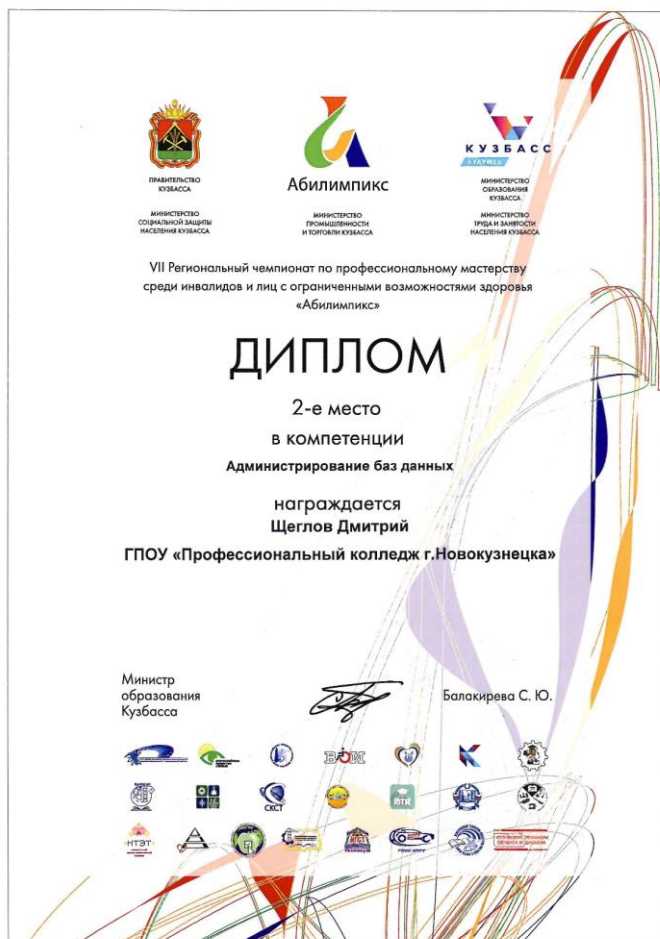 ПРАВИТЕЛЬСТВО
КУЗБАССА
МИНИСТЕРСТВО
СОЦИАЛЬНОЙ ЗАЩИТЫ
НАСЕЛЕНИЯ КУЗБАССА
Абилимпикс
МИНИСТЕРСТВО
ПРОМЫШЛЕННОСТИ
И ТОРГОВЛИ КУЗБАССА
КУЗБАСС
МИНИСТЕРСТВО
ОБРАЗОВАНИЯ
КУЗБАССА
МИНИСТЕРСТВО
ТРУДА И ЗАНЯТОСТИ
НАСЕЛЕНИЯ КУЗБАССА
VII Региональный чемпионат по профессиональному мастерству
среди инвалидов и лиц с ограниченными возможностями здоровья
«Абилимпикс»
ДИПЛОМ
2-е место
в компетенции
Администрирование баз данных
награждается
Щеглов Дмитрий
ГПОУ «Профессиональный колледж г.Новокузнецка»
Министр
образования
Кузбасса
Балакирева С. Ю.
ВОИ
СКСТ
НТЭТ